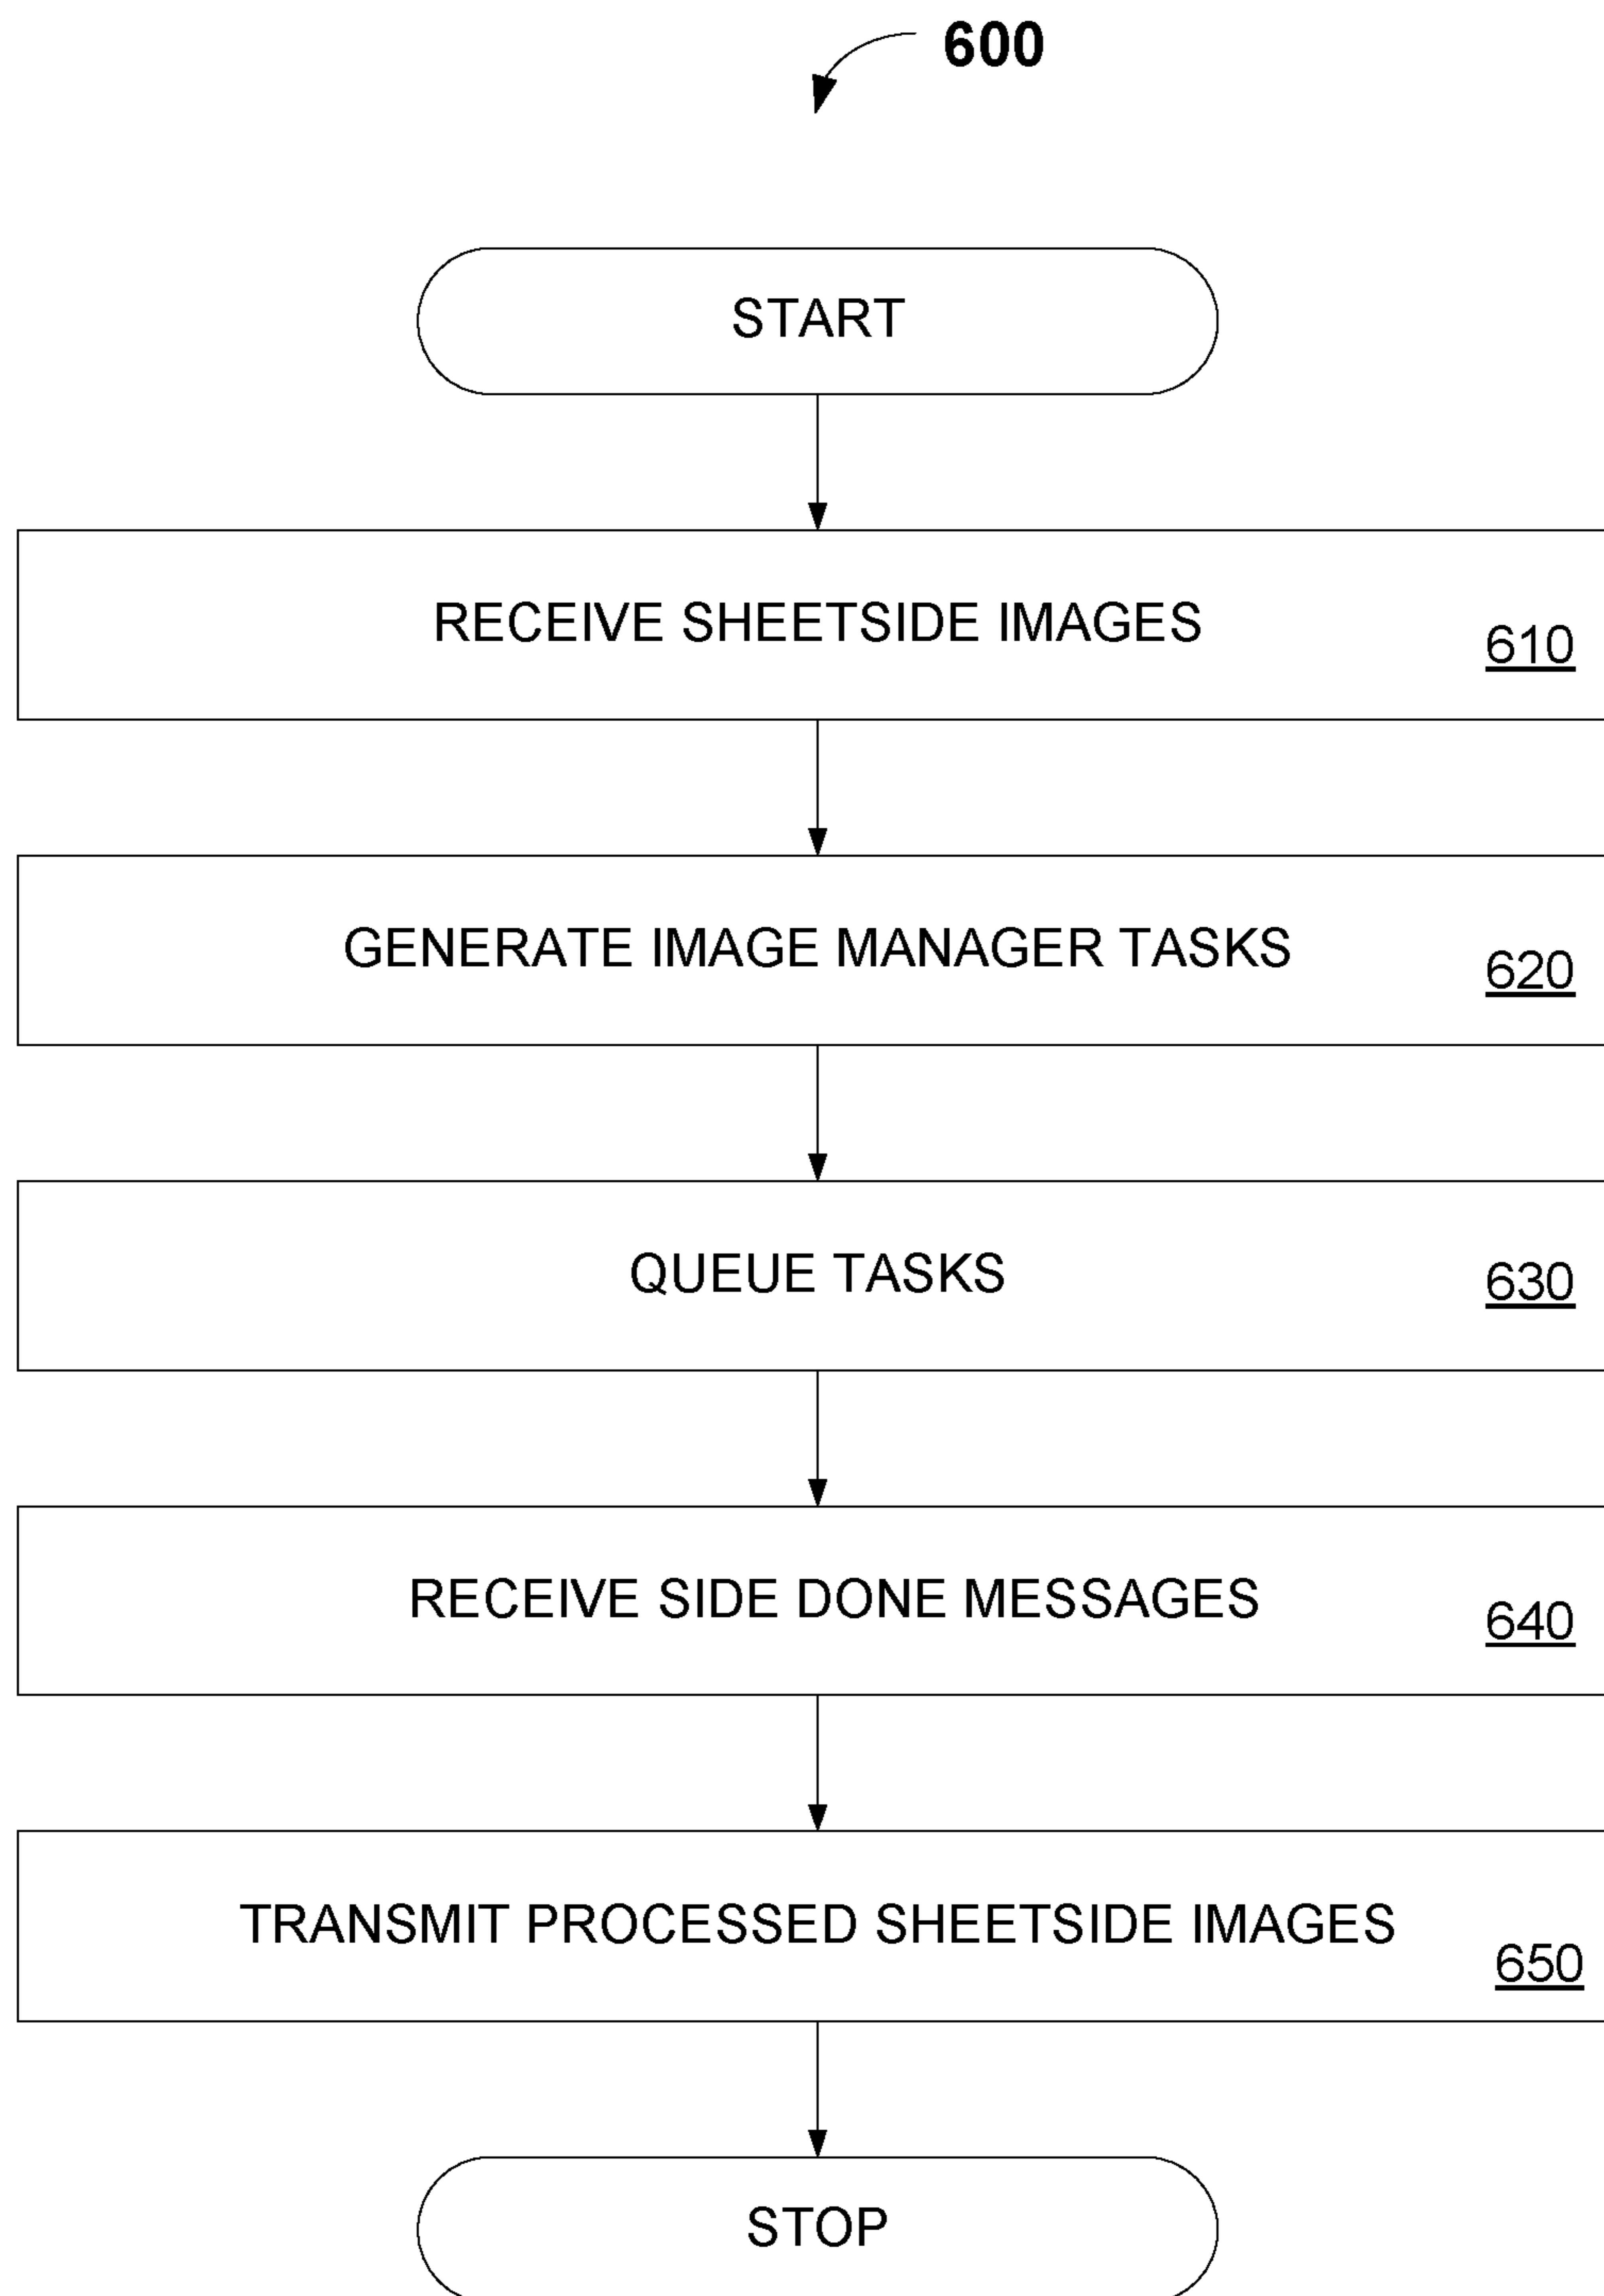 600
START
RECEIVE SHEETSIDE IMAGES
610
GENERATE IMAGE MANAGER TASKS
620
QUEUE TASKS
630
RECEIVE SIDE DONE MESSAGES
640
TRANSMIT PROCESSED SHEETSIDE IMAGES
650
STOP